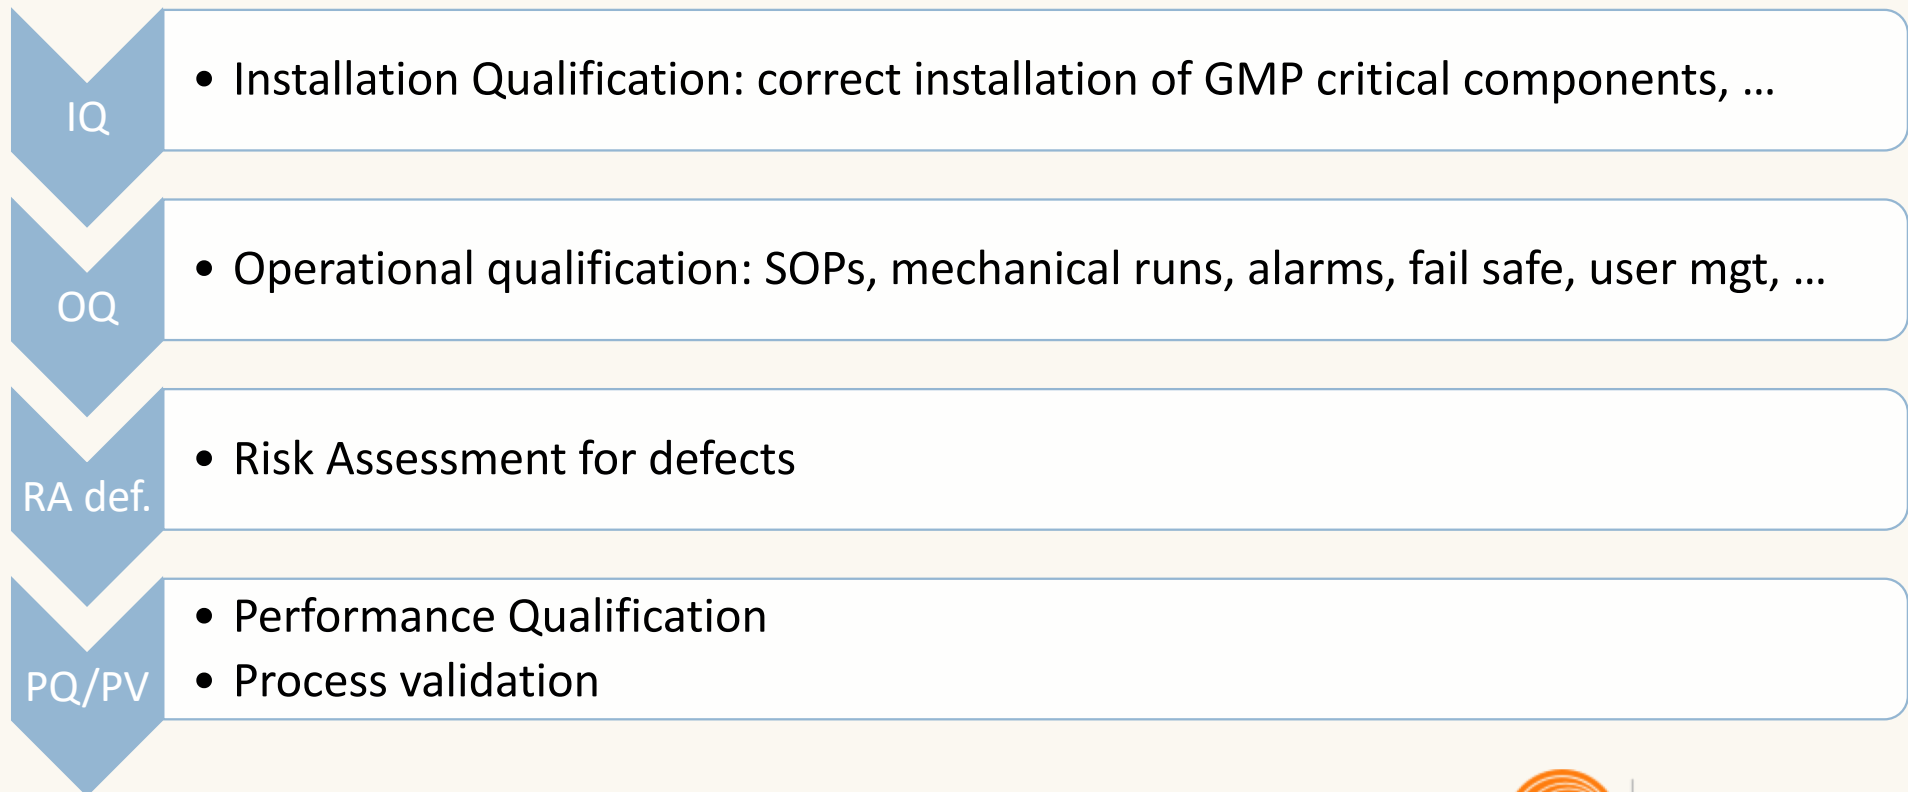 IQ
• Installation Qualification: correct installation of GMP critical components, ...
OQ
• Operational qualification: SOPs, mechanical runs, alarms, fail safe, user mgt, ...
RA def.
• Risk Assessment for defects
PQ/PV
• Performance Qualification
• Process validation